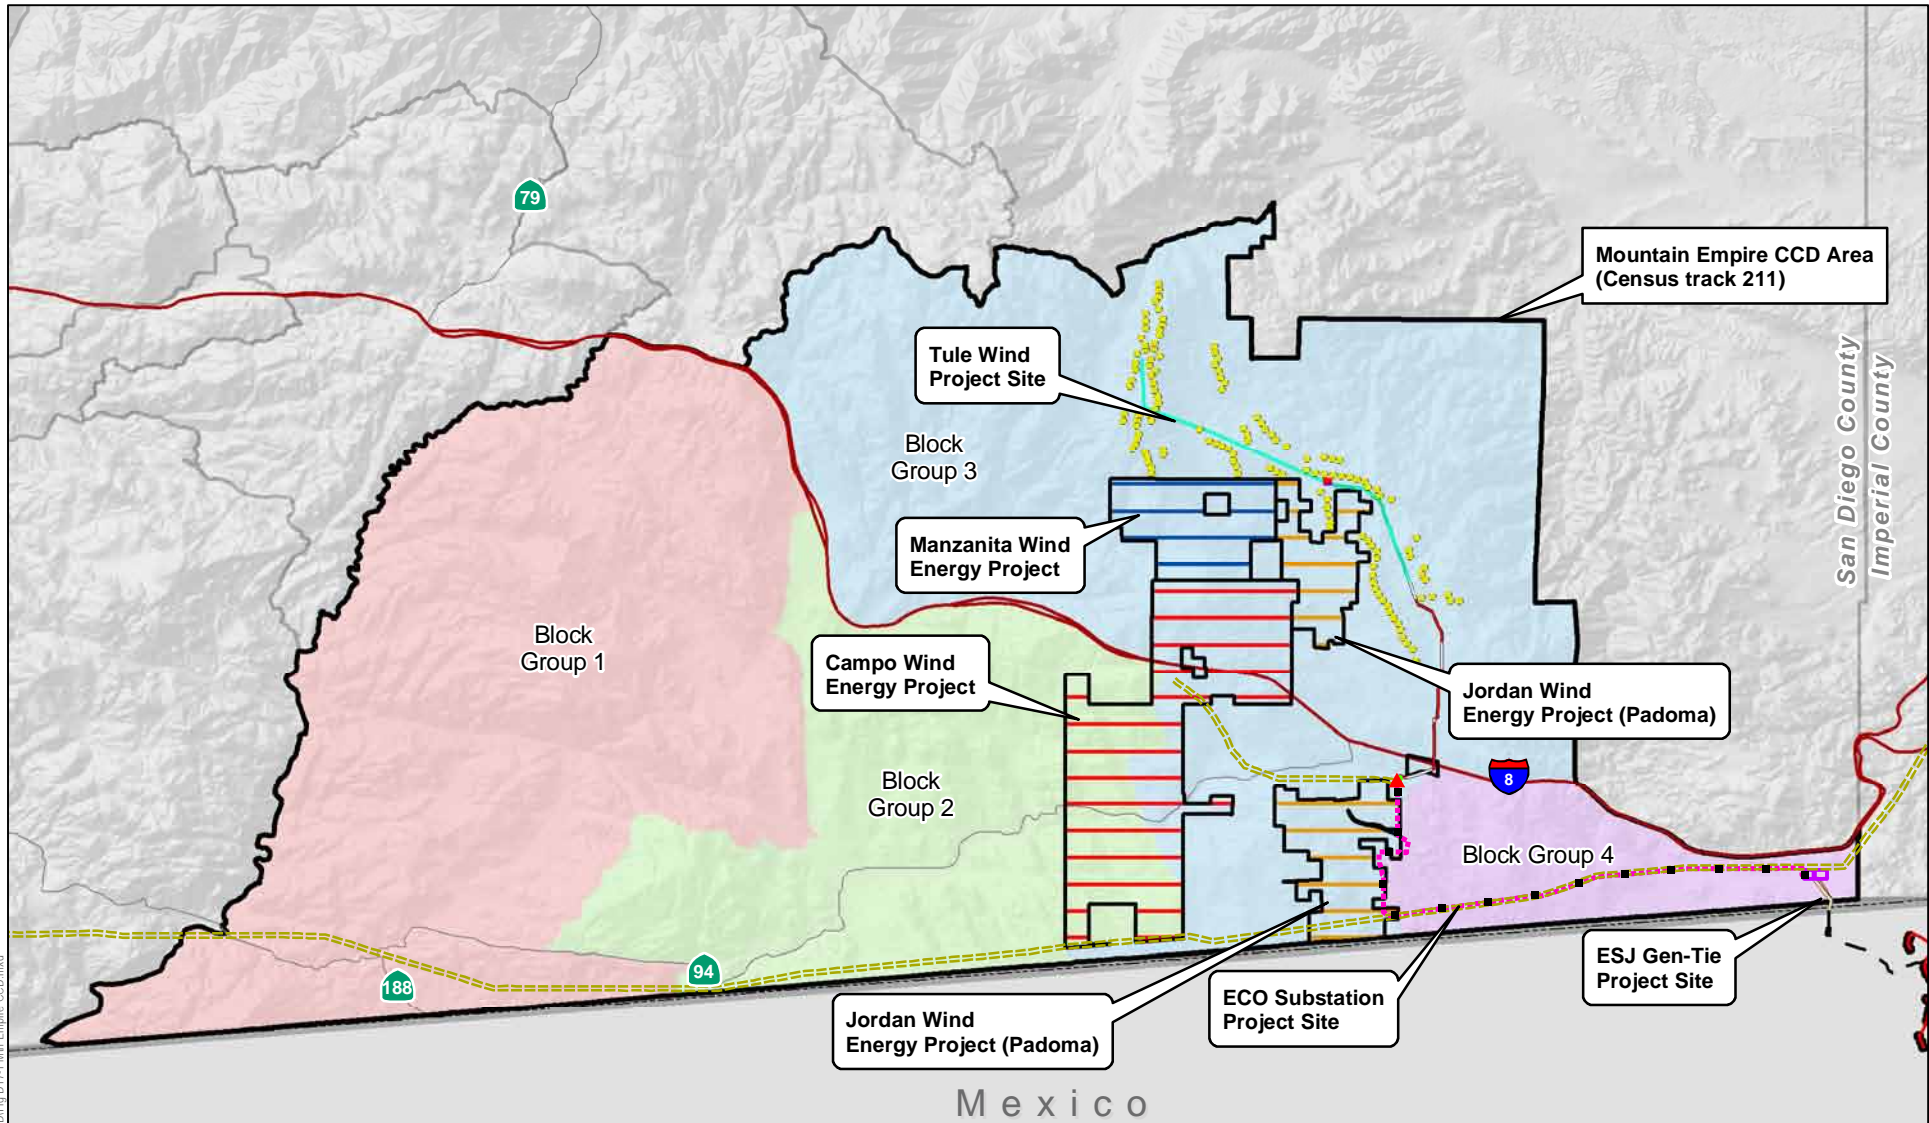 79
Mountain Empire CCD Area
(Census track 211)
San Diego County
Imperial County
Tule Wind
Project Site
Block
Group 3
Manzanita Wind
Energy Project
Block
Group 1
Campo Wind
Energy Project
Jordan Wind
Energy Project (Padoma)
Block
Group 2
8
Block Group 4
94
188
ESJ Gen-Tie
Project Site
ECO Substation
Project Site
Jordan Wind
Energy Project (Padoma)
Mexico